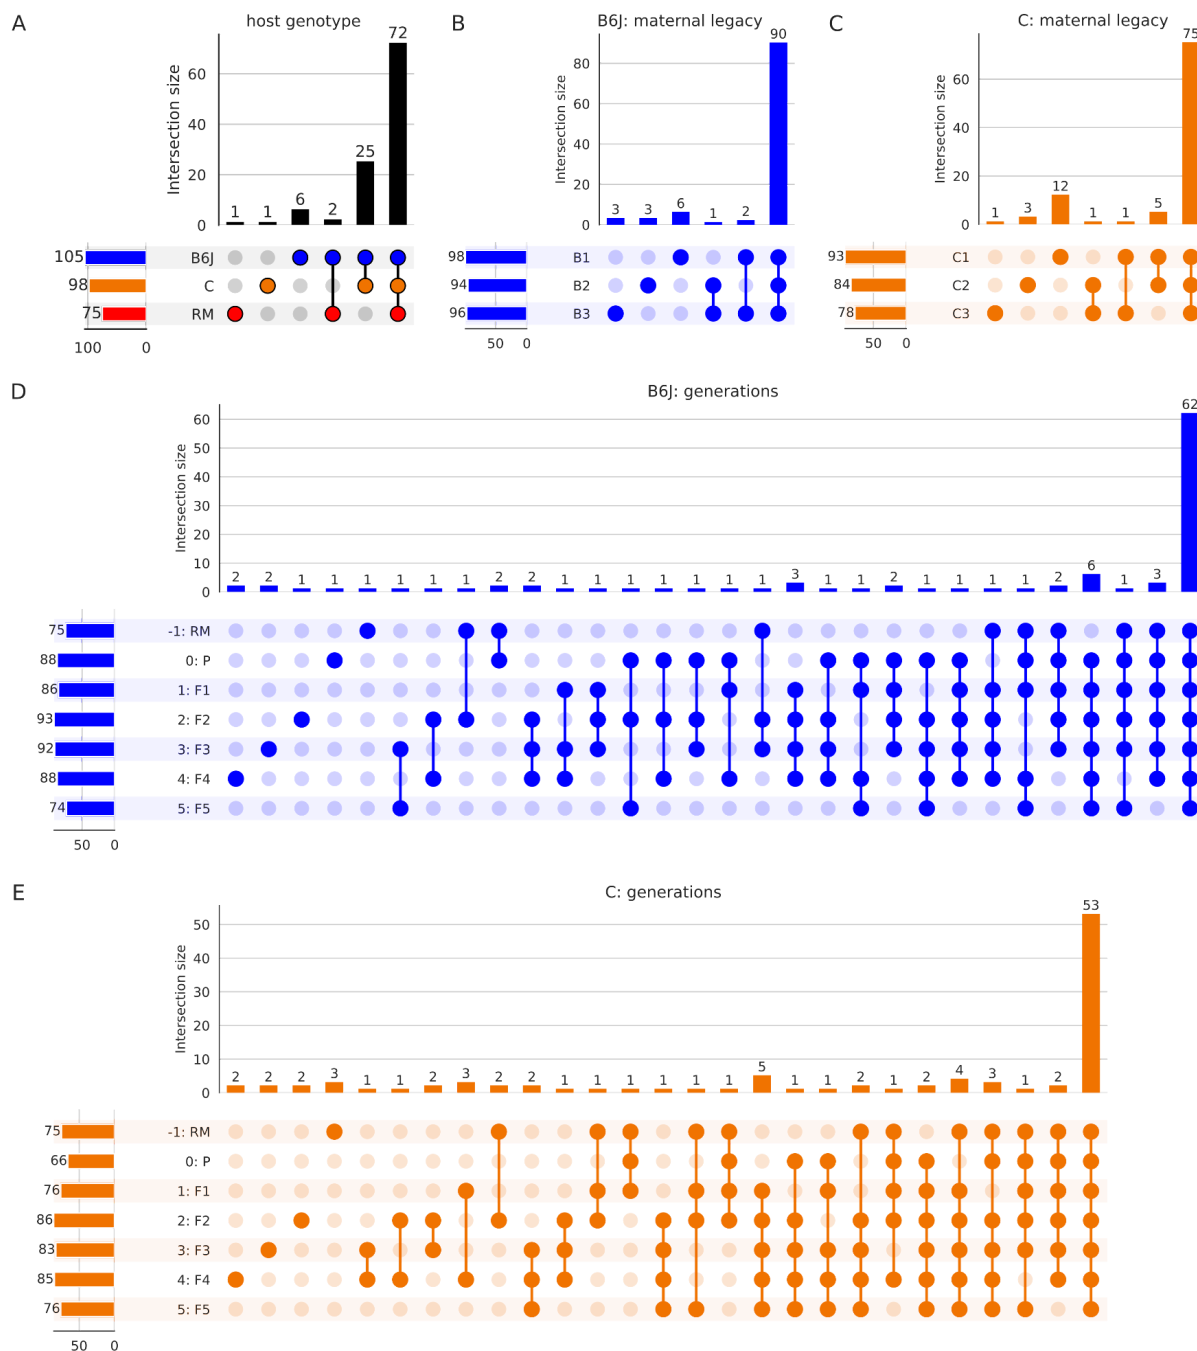 A
host genotype
72
Intersection size
60
40
20
0
1 1 6 2 25
105 B6J
98 C
75 RM
100 0
B
B6J: maternal legacy
90
Intersection size
80
60
40
20
0
3 3 6 1 2
98 B1
94 B2
96 B3
50 0
C
C: maternal legacy
75
Intersection size
60
40
20
0
1 3 12 1 1 5
93 C1
84 C2
78 C3
50 0
D
B6J: generations
62
Intersection size
60
50
40
30
20
10
0
2 2 1 1 1 1 1 1 2 2 1 1 1 1 1 1 1 3 1 1 2 1 1 1 1 2 6 1 3
75 -1: RM
88 0: P
86 1: F1
93 2: F2
92 3: F3
88 4: F4
74 5: F5
50 0
E
C: generations
53
Intersection size
50
40
30
20
10
0
2 2 2 3 1 1 2 3 2 2 1 1 1 1 1 1 5 1 1 2 1 2 4 3 1 2
75 -1: RM
66 0: P
76 1: F1
86 2: F2
83 3: F3
85 4: F4
76 5: F5
50 0